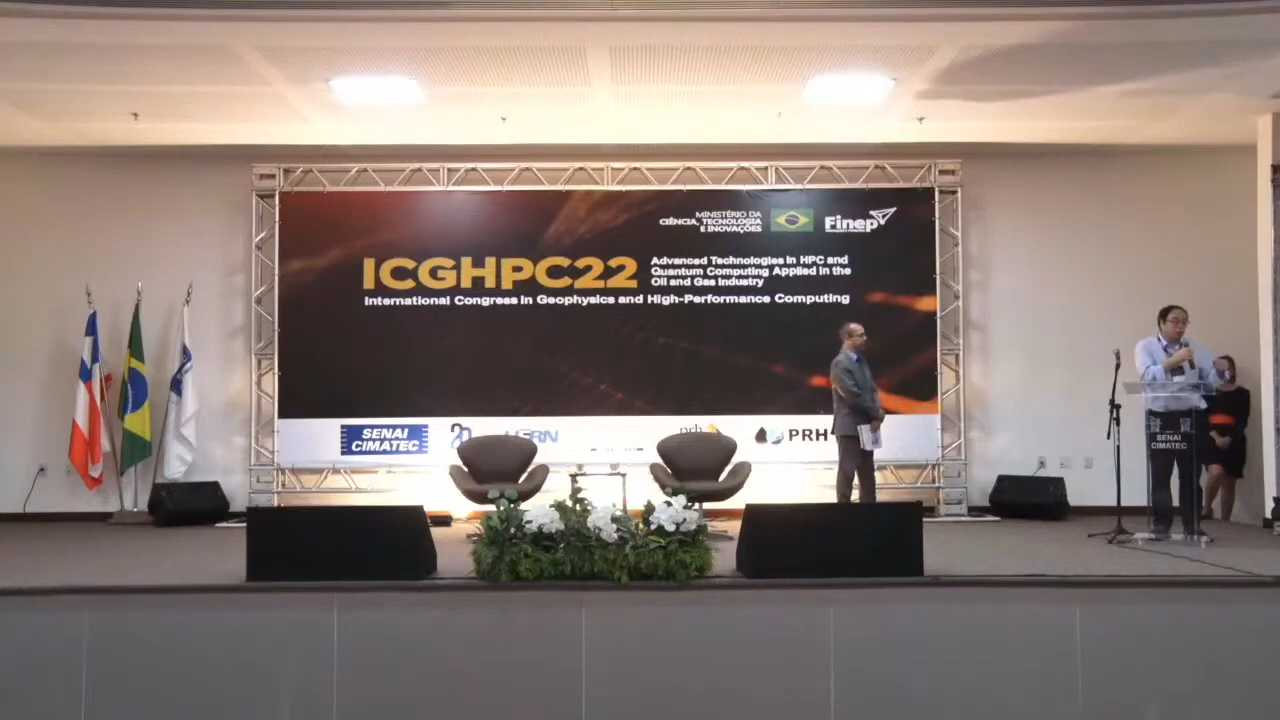 MINISTÉRIO DA
CIÊNCIA, TECNOLOGIA
E INOVAÇÕES
Finep
ICGHPC22
Advanced Technologies in HPC and
Quantum Computing Applied in the
Oil and Gas Industry
International Congress in Geophysics and High-Performance Computing
SENAI
CIMATEC
prh
PRH
SENAI
CIMATEC